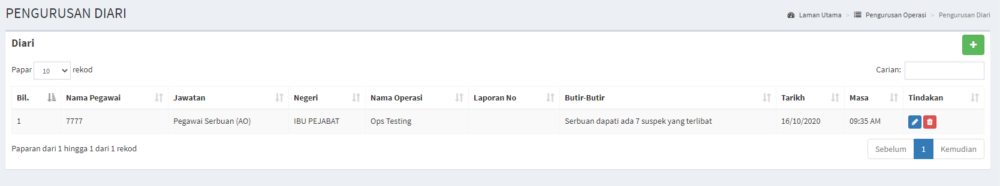 PENGURUSAN DIARI
Laman Utama > Pengurusan Operasi > Pengurusan Diari
Diari
+
Papar 10 rekod
Carian:
Bil. Nama Pegawai Jawatan Negeri Nama Operasi Laporan No Butir-Butir Tarikh Masa Tindakan
1 7777 Pegawai Serbuan (AO) IBU PEJABAT Ops Testing Serbuan dapati ada 7 suspek yang terlibat 16/10/2020 09:35 AM
Paparan dari 1 hingga 1 dari 1 rekod
Sebelum 1 Kemudian